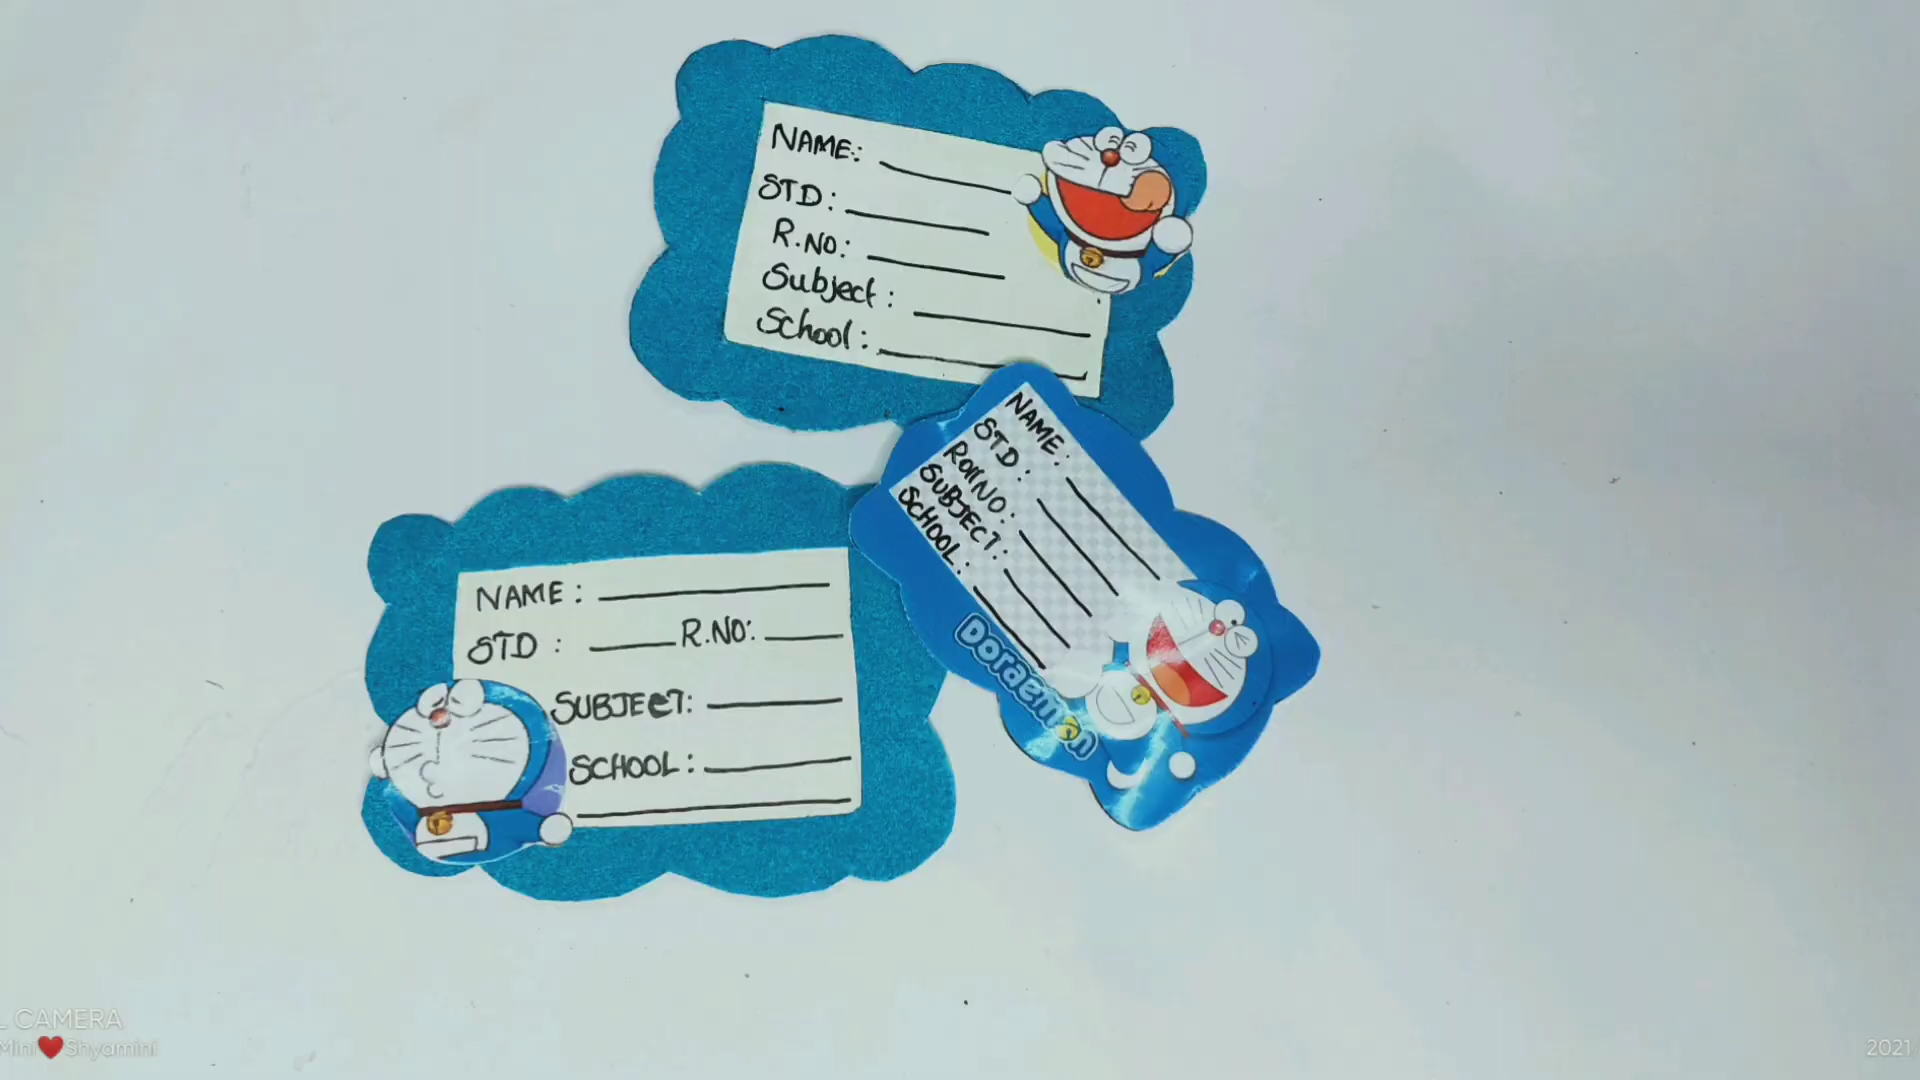 NAME: 
STD: 
R.NO: 
Subject: 
School: 
NAME: 
STD: 
Roll NO: 
SUBJECT: 
SCHOOL: 
Doraemon
NAME: 
STD : R.NO: 
SUBJECT: 
SCHOOL: 
CAMERA
Mini❤Shyamini
2021